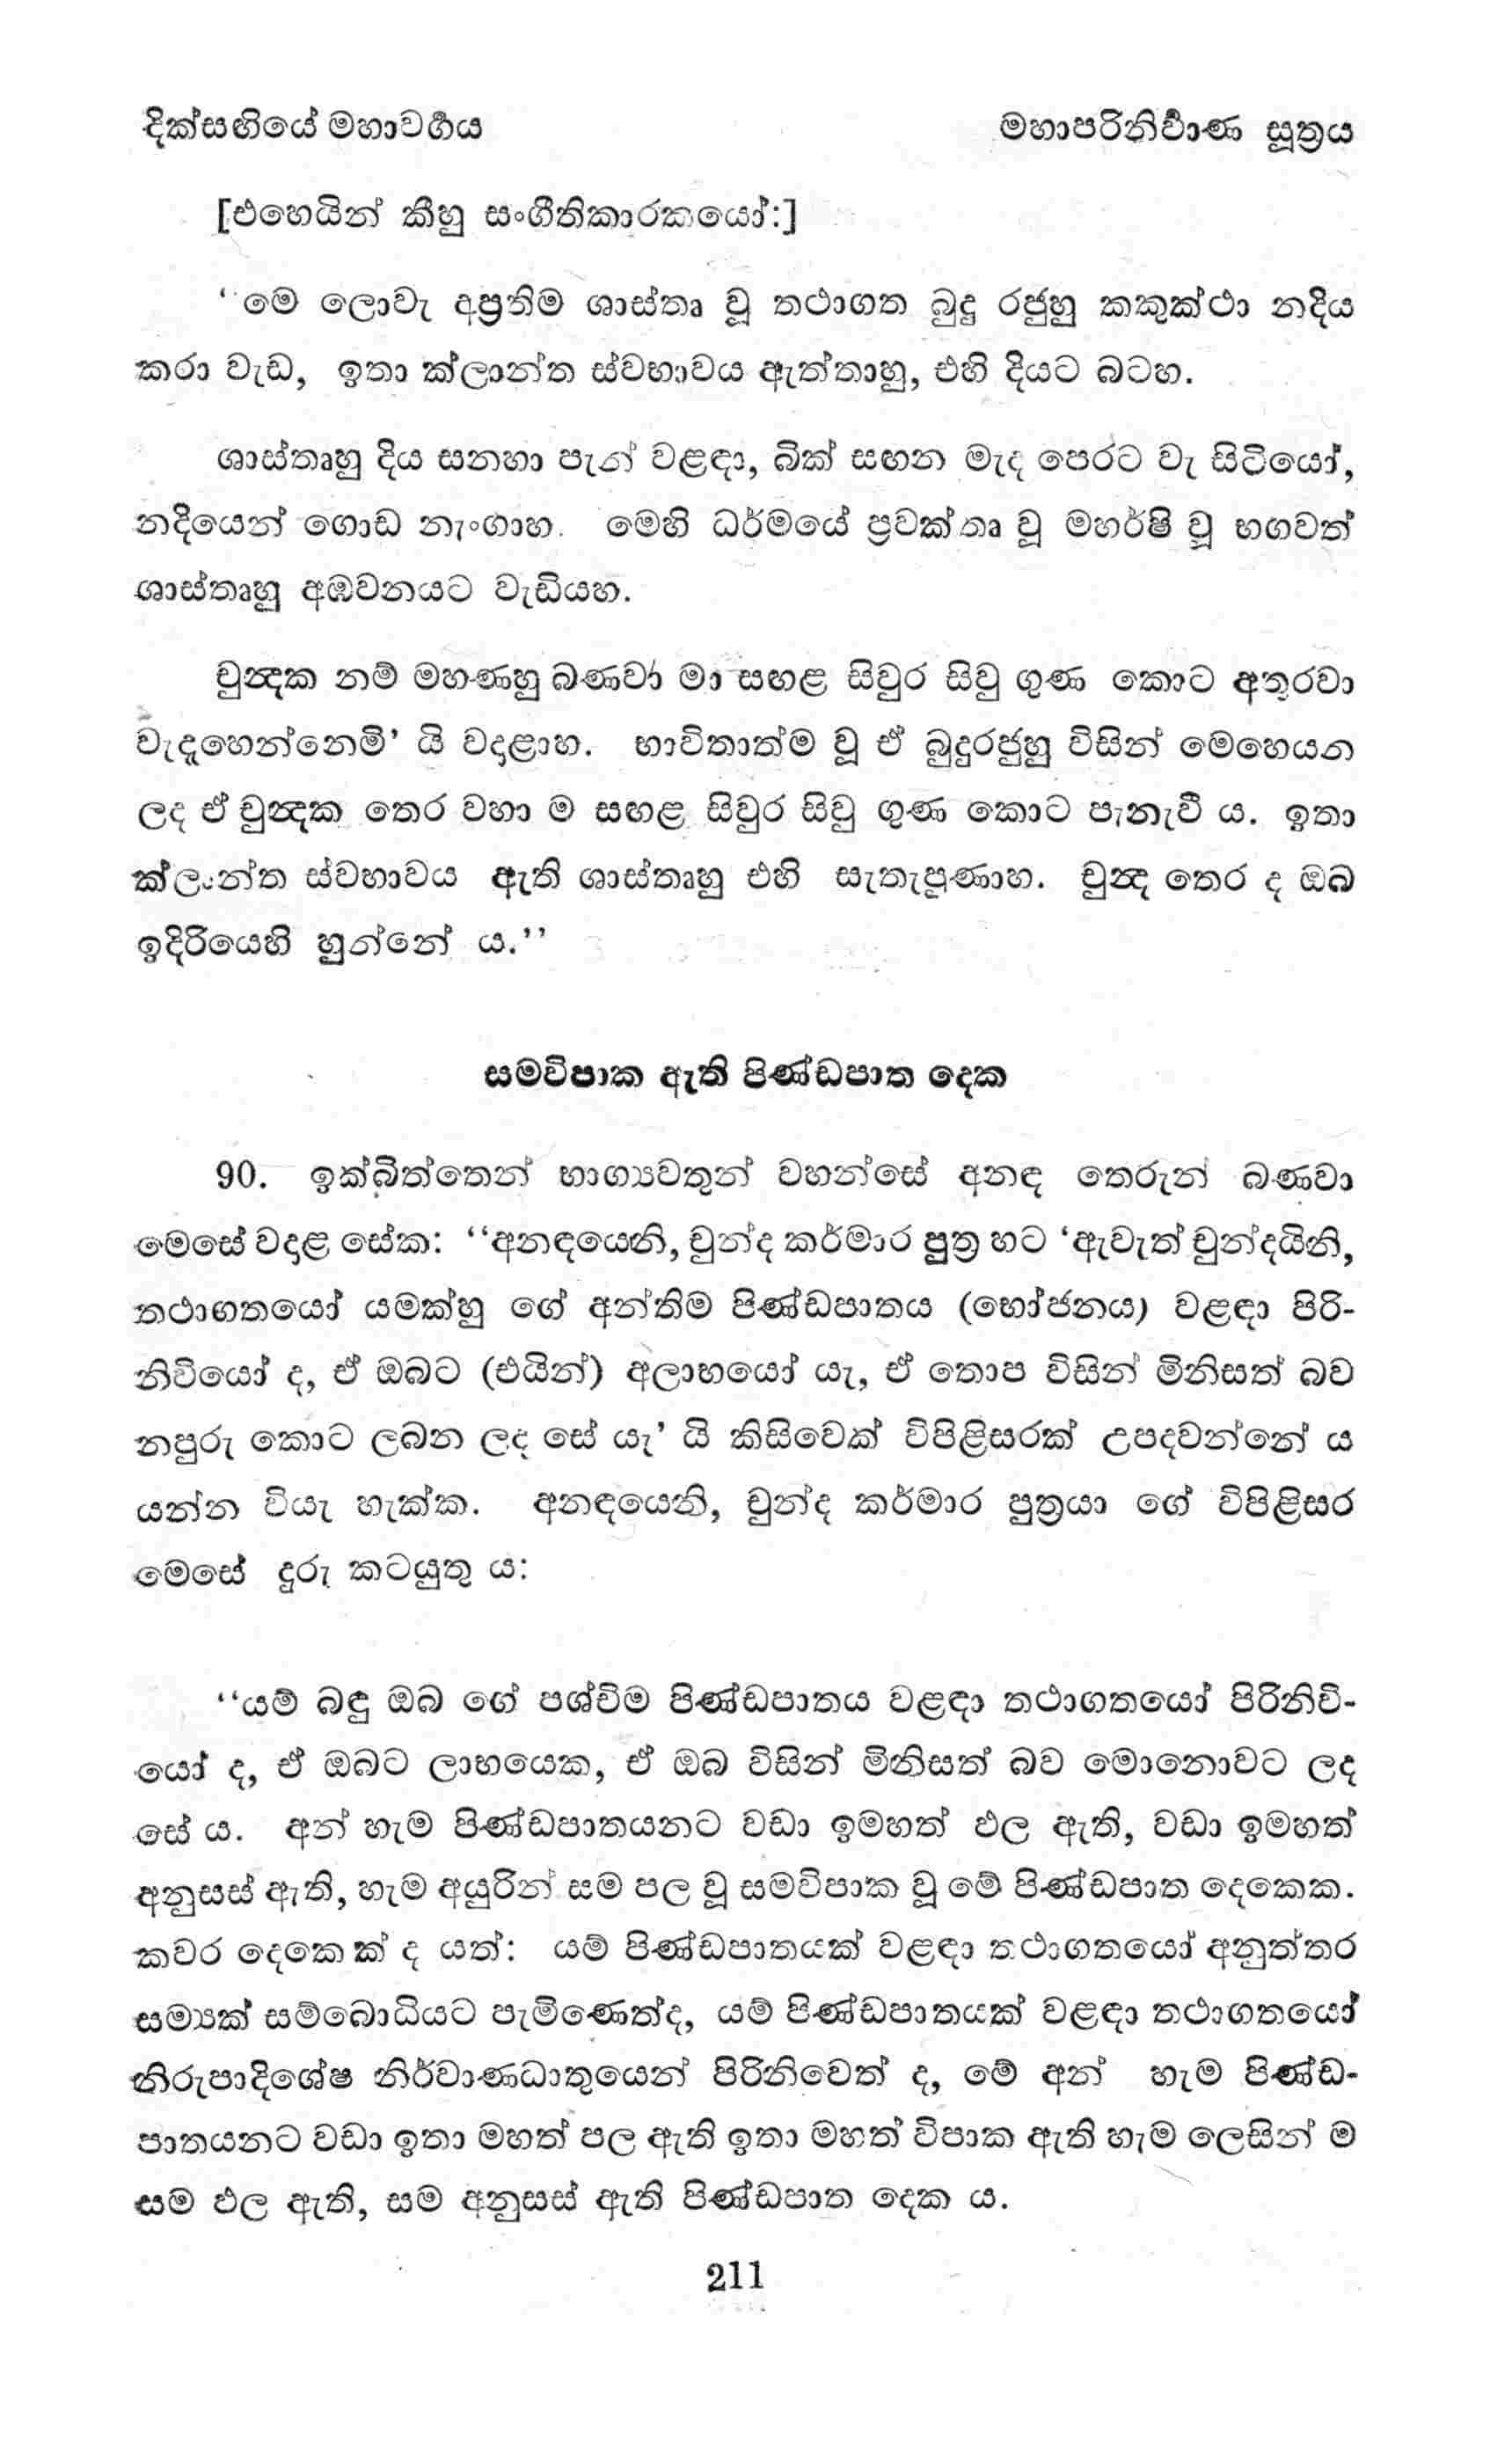 දික්සඟියේ මහාවර්‍ගය මහාපරිනිර්‍වාණ සූත්‍රය
[එහෙයින් කීහු සංගීතිකාරකයෝ:]
‘‘මෙ ලොවැ අප්‍රතිම ශාස්තෘ වූ තථාගත බුදු රජුහු කකුක්ථා නදිය
කරා වැඩ, ඉතා ක්ලාන්ත ස්වභාවය ඇත්තාහු, එහි දියට බටහ.
ශාස්තෘහු දිය සනහා පැන් වළඳා, බික් සඟන මැද පෙරට වැ සිටියෝ,
නදියෙන් ගොඩ නැංගාහ. මෙහි ධර්මයේ ප්‍රවක්තෘ වූ මහර්ෂි වූ භගවත්
ශාස්තෘහු අඹවනයට වැඩියහ.
චුන්‍දක නම් මහණහු බණවා මා සඟළ සිවුර සිවු ගුණ කොට අතුරවා
වැදෑහෙන්නෙමි’ යි වදාළාහ. භාවිතාත්ම වූ ඒ බුදුරජුහු විසින් මෙහෙයන
ලද ඒ චුන්‍දක තෙර වහා ම සඟළ සිවුර සිවු ගුණ කොට පැනැවී ය. ඉතා
ක්ලාන්ත ස්වභාවය ඇති ශාස්තෘහු එහි සැතැපුණාහ. චුන්‍ද තෙර ද ඔබ
ඉදිරියෙහි හුන්නේ ය.’’
සමවිපාක ඇති පිණ්ඩපාත දෙක
90. ඉක්බිත්තෙන් භාග්‍යවතුන් වහන්සේ අනඳ තෙරුන් බණවා
මෙසේ වදාළ සේක: ‘‘අනඳයෙනි, චුන්ද කර්මාර පුත්‍ර හට ‘ඇවැත් චුන්දයිනි,
තථාගතයෝ යමක්හු ගේ අන්තිම පිණ්ඩපාතය (භෝජනය) වළඳා පිරි-
නිවියෝ ද, ඒ ඔබට (එයින්) අලාභයෝ යැ, ඒ තොප විසින් මිනිසත් බව
නපුරු කොට ලබන ලද සේ යැ’ යි කිසිවෙක් විපිළිසරක් උපදවන්නේ ය
යන්න වියැ හැක්ක. අනඳයෙනි, චුන්ද කර්මාර පුත්‍රයා ගේ විපිළිසර
මෙසේ දුරු කටයුතු ය:
‘‘යම් බඳු ඔබ ගේ පශ්චිම පිණ්ඩපාතය වළඳා තථාගතයෝ පිරිනිවි-
යෝ ද, ඒ ඔබට ලාභයෙක, ඒ ඔබ විසින් මිනිසත් බව මොනොවට ලද
සේ ය. අන් හැම පිණ්ඩපාතයනට වඩා ඉමහත් ඵල ඇති, වඩා ඉමහත්
අනුසස් ඇති, හැම අයුරින් සම පල වූ සමවිපාක වූ මේ පිණ්ඩපාත දෙකෙක.
කවර දෙකෙක් ද යත්: යම් පිණ්ඩපාතයක් වළඳා තථාගතයෝ අනුත්තර
සම්‍යක් සම්බොධියට පැමිණෙත්ද, යම් පිණ්ඩපාතයක් වළඳා තථාගතයෝ
නිරුපාදිශේෂ නිර්වාණධාතුයෙන් පිරිනිවෙත් ද, මේ අන් හැම පිණ්ඩ-
පාතයනට වඩා ඉතා මහත් පල ඇති ඉතා මහත් විපාක ඇති හැම ලෙසින් ම
සම ඵල ඇති, සම අනුසස් ඇති පිණ්ඩපාත දෙක ය.
211